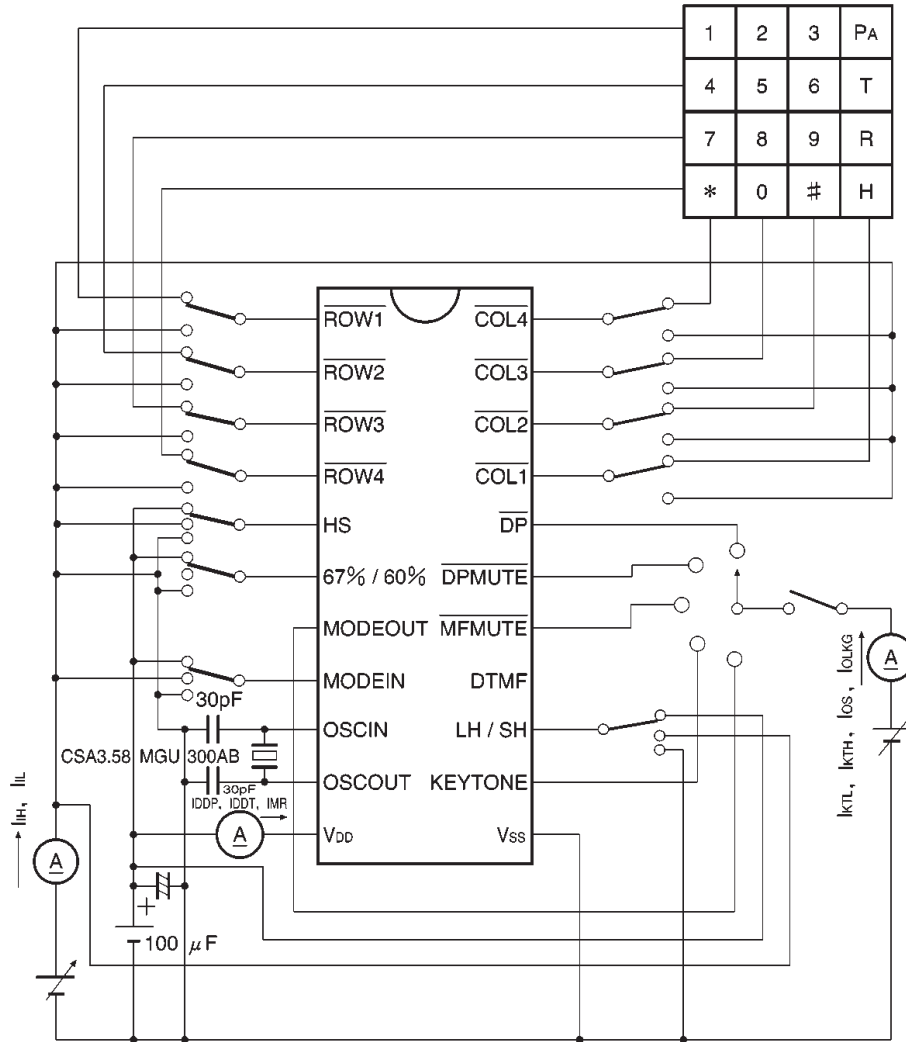 1 2 3 PA
4 5 6 T
7 8 9 R
* 0 # H
ROW1 COL4
ROW2 COL3
ROW3 COL2
ROW4 COL1
HS DP
67% / 60% DPMUTE
MODEOUT MFMUTE
MODEIN DTMF
30pF
OSCIN LH / SH
CSA3.58 MGU 300AB
OSCOUT KEYTONE
30pF
IDDP, IDDT, IMR
VDD VSS
A
A
A
IIH, IIL
IKTL, IKTH, IOS, IOLKG
+
100 μF